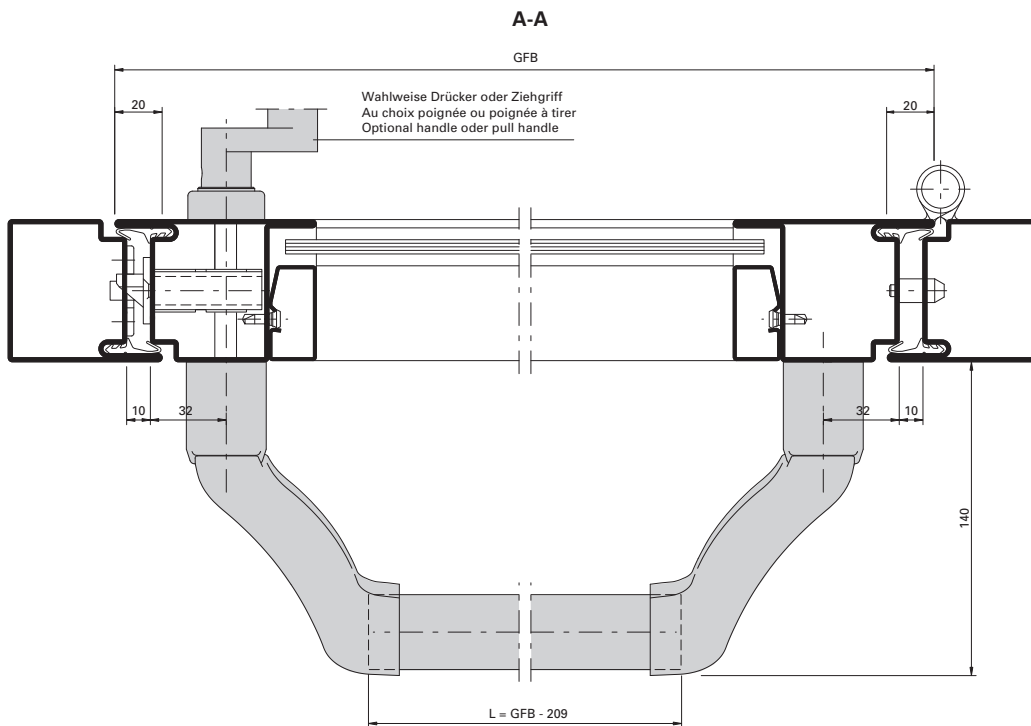 A-A
GFB
20
Wahlweise Drücker oder Ziehgriff
Au choix poignée ou poignée à tirer
Optional handle oder pull handle
20
10
32
32
10
140
L = GFB - 209